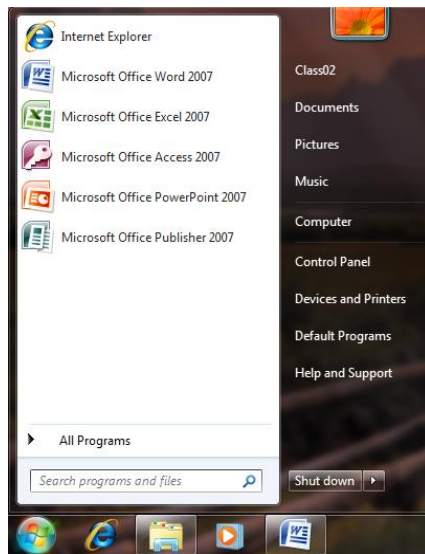 Internet Explorer
Microsoft Office Word 2007
Microsoft Office Excel 2007
Microsoft Office Access 2007
Microsoft Office PowerPoint 2007
Microsoft Office Publisher 2007
All Programs
Search programs and files
Class02
Documents
Pictures
Music
Computer
Control Panel
Devices and Printers
Default Programs
Help and Support
Shut down